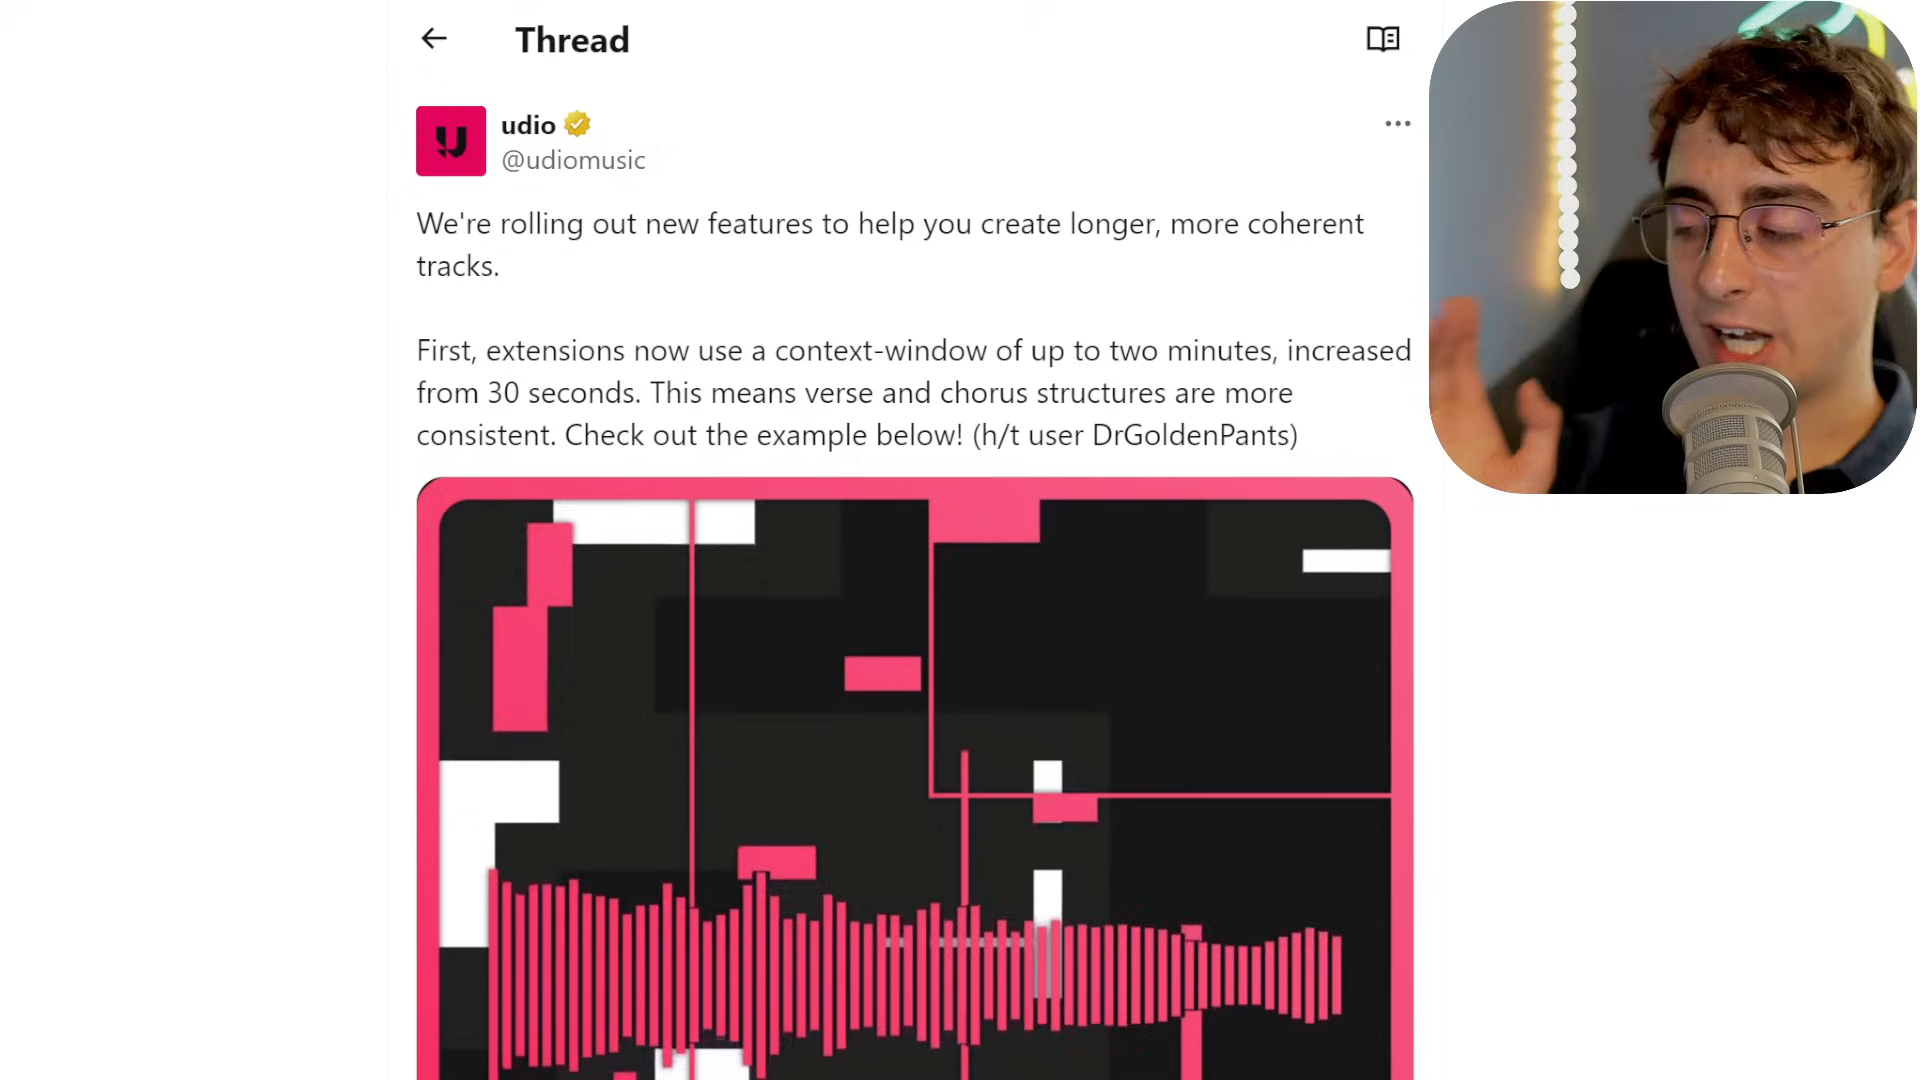 Thread
udio
@udiomusic
We're rolling out new features to help you create longer, more coherent
tracks.
First, extensions now use a context-window of up to two minutes, increased
from 30 seconds. This means verse and chorus structures are more
consistent. Check out the example below! (h/t user DrGoldenPants)